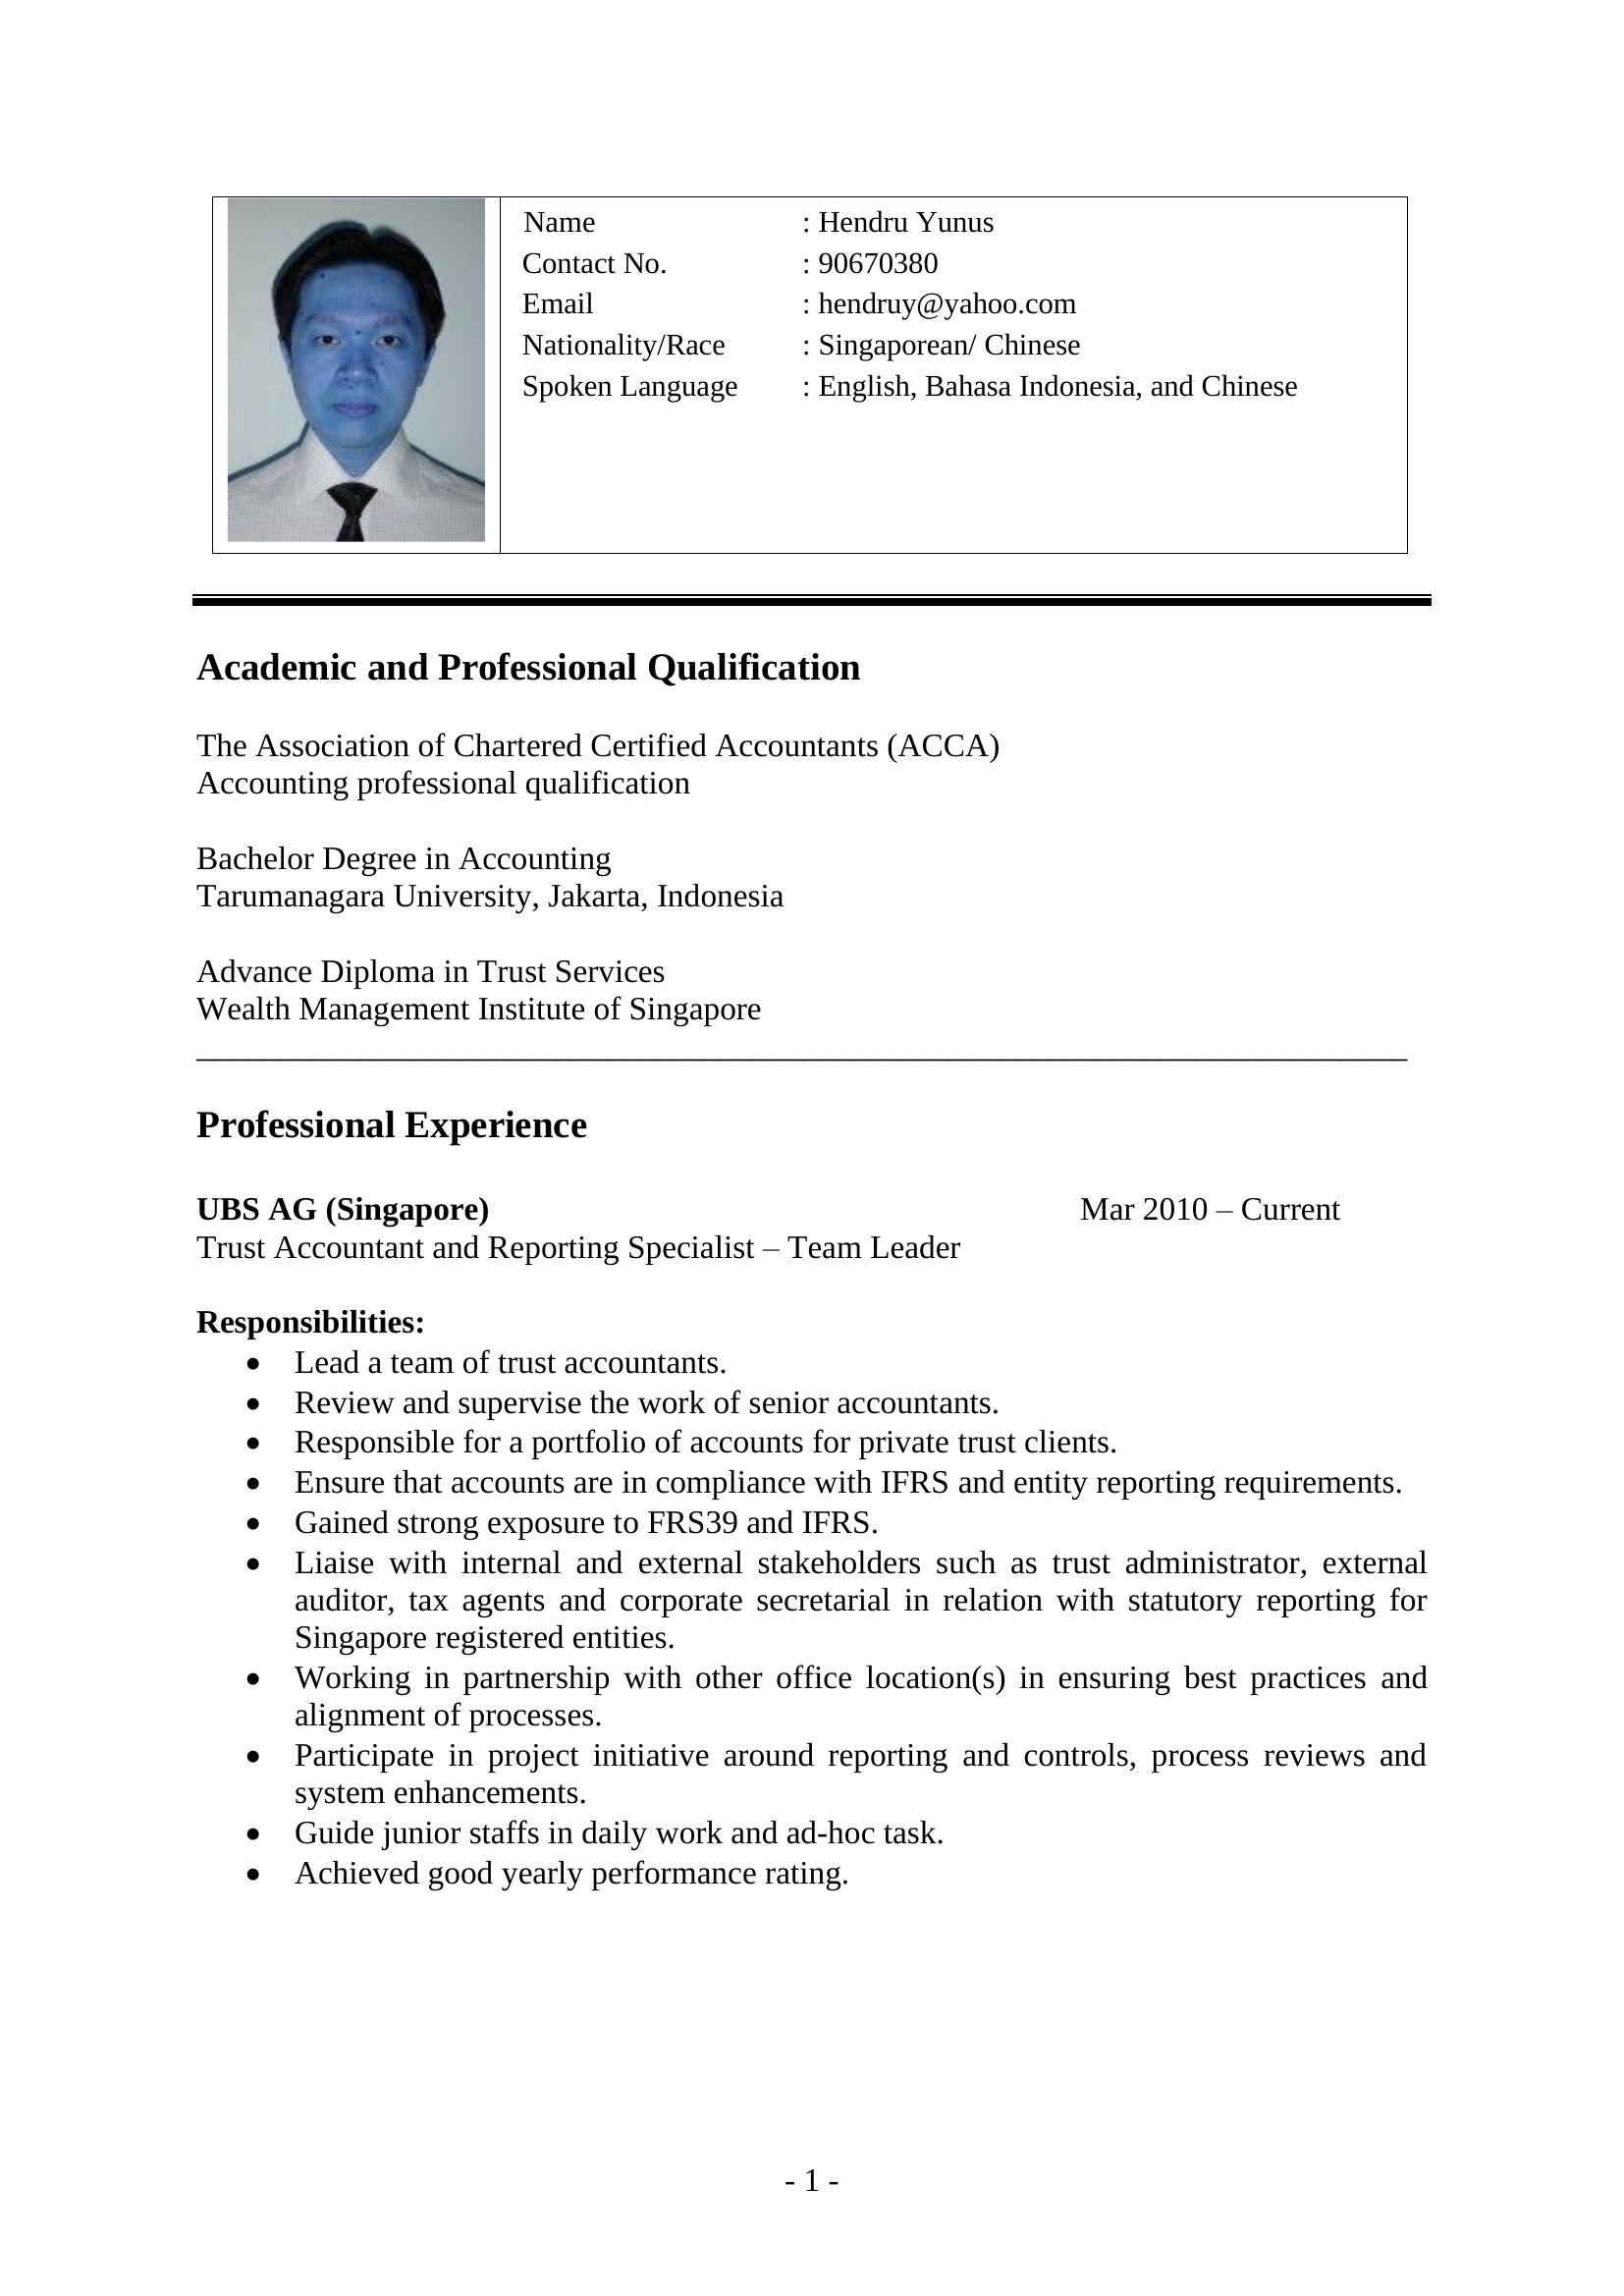 Name : Hendru Yunus
Contact No. : 90670380
Email : hendruy@yahoo.com
Nationality/Race : Singaporean/ Chinese
Spoken Language : English, Bahasa Indonesia, and Chinese
Academic and Professional Qualification
The Association of Chartered Certified Accountants (ACCA)
Accounting professional qualification
Bachelor Degree in Accounting
Tarumanagara University, Jakarta, Indonesia
Advance Diploma in Trust Services
Wealth Management Institute of Singapore
Professional Experience
UBS AG (Singapore) Mar 2010 – Current
Trust Accountant and Reporting Specialist – Team Leader
Responsibilities:
• Lead a team of trust accountants.
• Review and supervise the work of senior accountants.
• Responsible for a portfolio of accounts for private trust clients.
• Ensure that accounts are in compliance with IFRS and entity reporting requirements.
• Gained strong exposure to FRS39 and IFRS.
• Liaise with internal and external stakeholders such as trust administrator, external
auditor, tax agents and corporate secretarial in relation with statutory reporting for
Singapore registered entities.
• Working in partnership with other office location(s) in ensuring best practices and
alignment of processes.
• Participate in project initiative around reporting and controls, process reviews and
system enhancements.
• Guide junior staffs in daily work and ad-hoc task.
• Achieved good yearly performance rating.
- 1 -